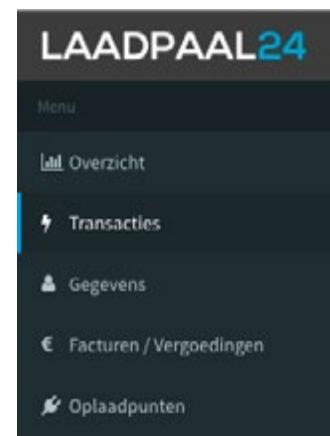 LAADPAAL24
Menu
Overzicht
Transacties
Gegevens
€ Facturen / Vergoedingen
Oplaadpunten